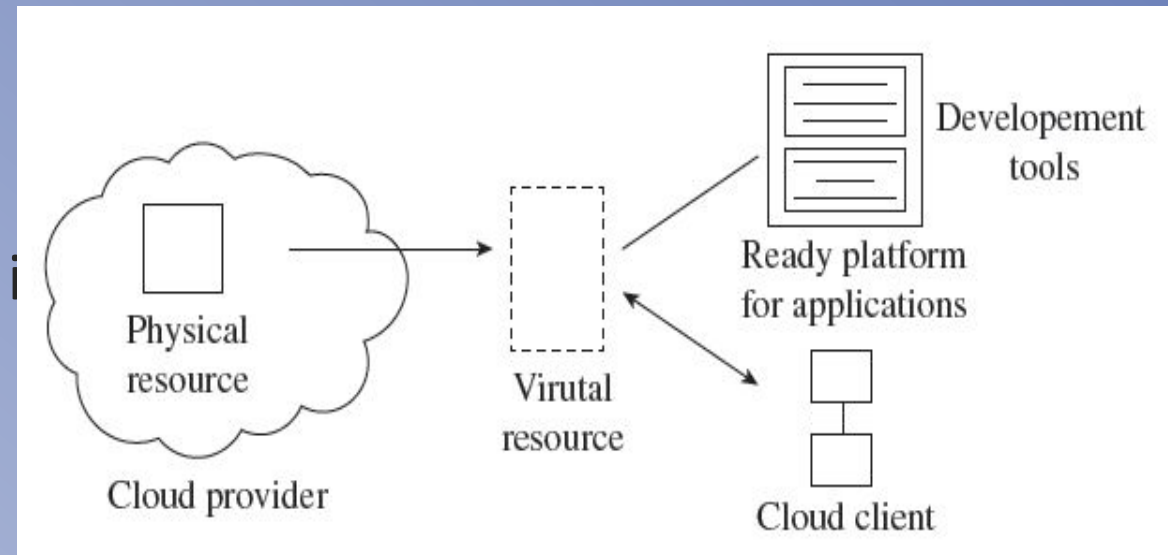 Developement
tools
Ready platform
for applications
Physical
resource
Virutal
resource
Cloud provider
Cloud client